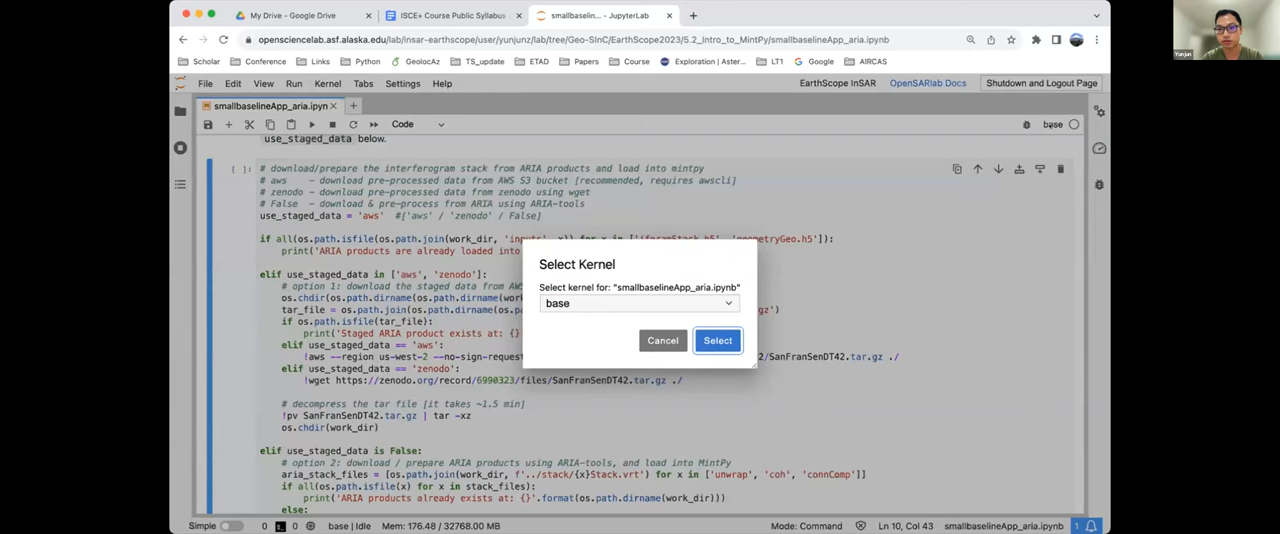 My Drive - Google Drive
ISCE+ Course Public Syllabus
smallbaselin... - JupyterLab
opensciencelab.asf.alaska.edu/lab/insar-earthscope/user/yunjunz/lab/tree/Geo-SInC/EarthScope2023/5.2_Intro_to_MintPy/smallbaselineApp_aria.ipynb
Scholar Conference Links Python GeolocAz TS_update ETAD Papers Course Exploration | Aster... LT1 Google AIRCAS
File Edit View Run Kernel Tabs Settings Help EarthScope InSAR OpenSARlab Docs Shutdown and Logout Page
smallbaselineApp_aria.ipyn
Code base
use_staged_data below.
[ ]: # download/prepare the interferogram stack from ARIA products and load into mintpy
# aws - download pre-processed data from AWS S3 bucket [recommended, requires awscli]
# zenodo - download pre-processed data from zenodo using wget
# False - download & pre-process from ARIA using ARIA-tools
use_staged_data = 'aws' #['aws' / 'zenodo' / False]
if all(os.path.isfile(os.path.join(work_dir, 'inputs', x)) for x in ['ifgramStack.h5', 'geometryGeo.h5']):
print('ARIA products are already loaded into
elif use_staged_data in ['aws', 'zenodo']:
# option 1: download the staged data from AWS
os.chdir(os.path.dirname(os.path.dirname(work
tar_file = os.path.join(os.path.dirname(os gz')
if os.path.isfile(tar_file):
print('Staged ARIA product exists at: {}
elif use_staged_data == 'aws':
!aws --region us-west-2 --no-sign-request 2/SanFranSenDT42.tar.gz ./
elif use_staged_data == 'zenodo':
!wget https://zenodo.org/record/6990323/files/SanFranSenDT42.tar.gz ./
# decompress the tar file [it takes ~1.5 min]
!pv SanFranSenDT42.tar.gz | tar -xz
os.chdir(work_dir)
elif use_staged_data is False:
# option 2: download / prepare ARIA products using ARIA-tools, and load into MintPy
aria_stack_files = [os.path.join(work_dir, f'../stack/{x}Stack.vrt') for x in ['unwrap', 'coh', 'connComp']]
if all(os.path.isfile(x) for x in stack_files):
print('ARIA products already exists at: {}'.format(os.path.dirname(work_dir)))
else:
Select Kernel
Select kernel for: "smallbaselineApp_aria.ipynb"
base
Cancel Select
Simple 0 0 base | Idle Mem: 176.48 / 32768.00 MB Mode: Command Ln 10, Col 43 smallbaselineApp_aria.ipynb 1
Yunjun